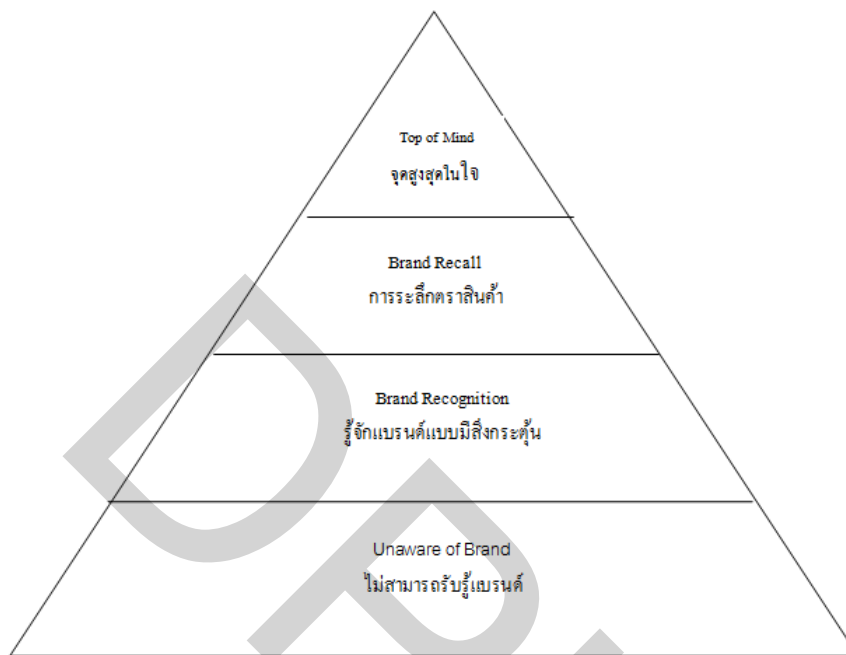 Top of Mind
จุดสูงสุดในใจ
Brand Recall
การระลึกตราสินค้า
Brand Recognition
รู้จักแบรนด์แบบมีสิ่งกระตุ้น
Unaware of Brand
ไม่สามารถรับรู้แบรนด์